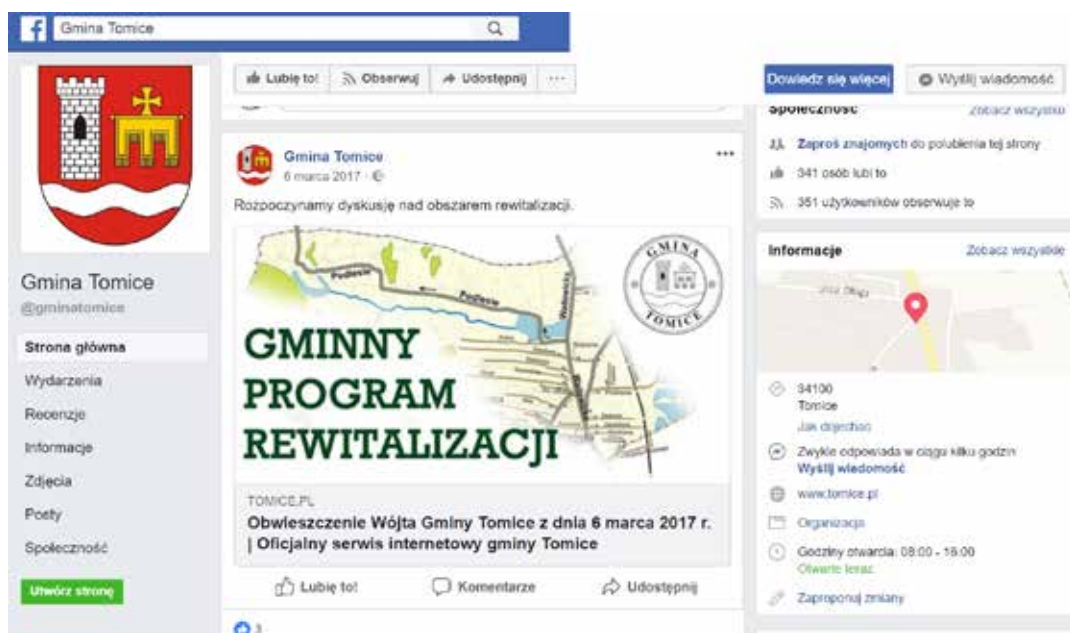 Gmina Tomice
Lubię to!
Obserwuj
Udostępnij
Dowiedz się więcej
Wyślij wiadomość
Gmina Tomice
@gminatomice
Strona główna
Wydarzenia
Recenzje
Informacje
Zdjęcia
Posty
Społeczność
Utwórz stronę
Gmina Tomice
6 marca 2017
Rozpoczynamy dyskusję nad obszarem rewitalizacji.
Podlesie
Podlesie
Wadowicka
GMINA
TOMICE
GMINNY
PROGRAM
REWITALIZACJI
TOMICE.PL
Obwieszczenie Wójta Gminy Tomice z dnia 6 marca 2017 r.
| Oficjalny serwis internetowy gminy Tomice
Lubię to!
Komentarze
Udostępnij
3
Społeczność
Zobacz wszystko
Zaproś znajomych do polubienia tej strony
341 osób lubi to
351 użytkowników obserwuje to
Informacje
Zobacz wszystkie
34100
Tomice
Jak dojechać
Zwykle odpowiada w ciągu kilku godzin
Wyślij wiadomość
www.tomice.pl
Organizacja
Godziny otwarcia: 08:00 - 16:00
Otwarte teraz
Zaproponuj zmiany